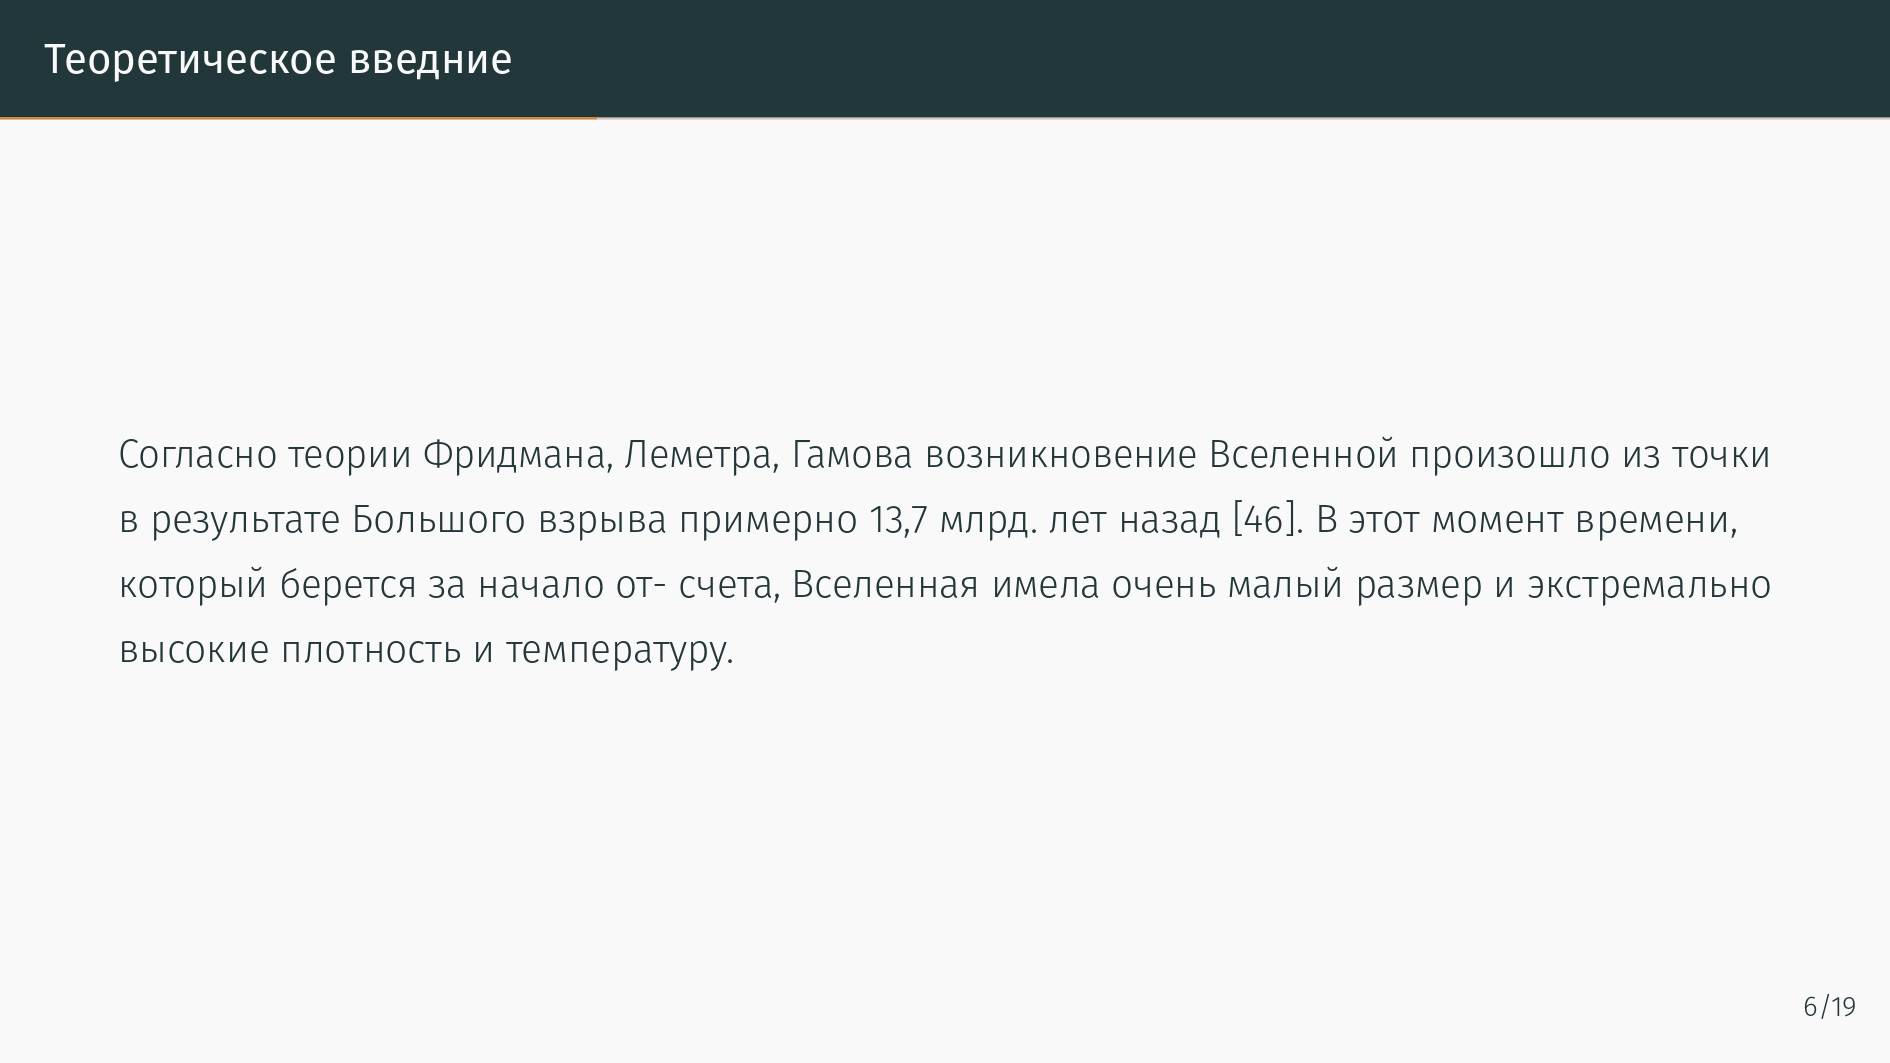 Теоретическое введние
Согласно теории Фридмана, Леметра, Гамова возникновение Вселенной произошло из точки
в результате Большого взрыва примерно 13,7 млрд. лет назад [46]. В этот момент времени,
который берется за начало от- счета, Вселенная имела очень малый размер и экстремально
высокие плотность и температуру.
6/19